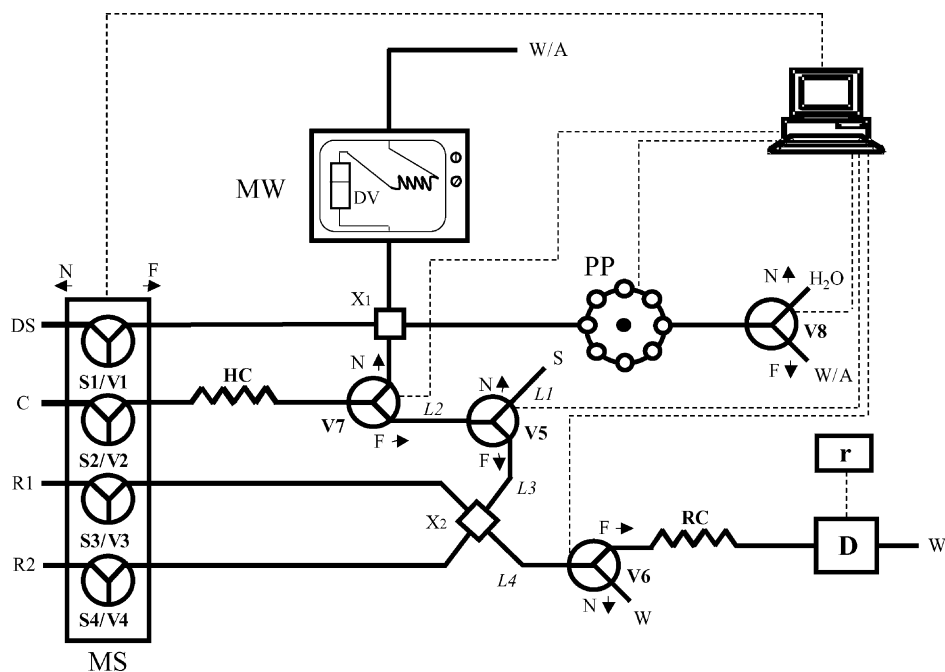 W/A
MW
DV
PP
N
H₂O
N
F
X₁
V8
DS
F
W/A
S1/V1
S
N
HC
N
L1
C
L2
V7
V5
F
S2/V2
F
r
R1
L3
X₂
RC
S3/V3
F
D
W
R2
L4
V6
N
W
S4/V4
MS